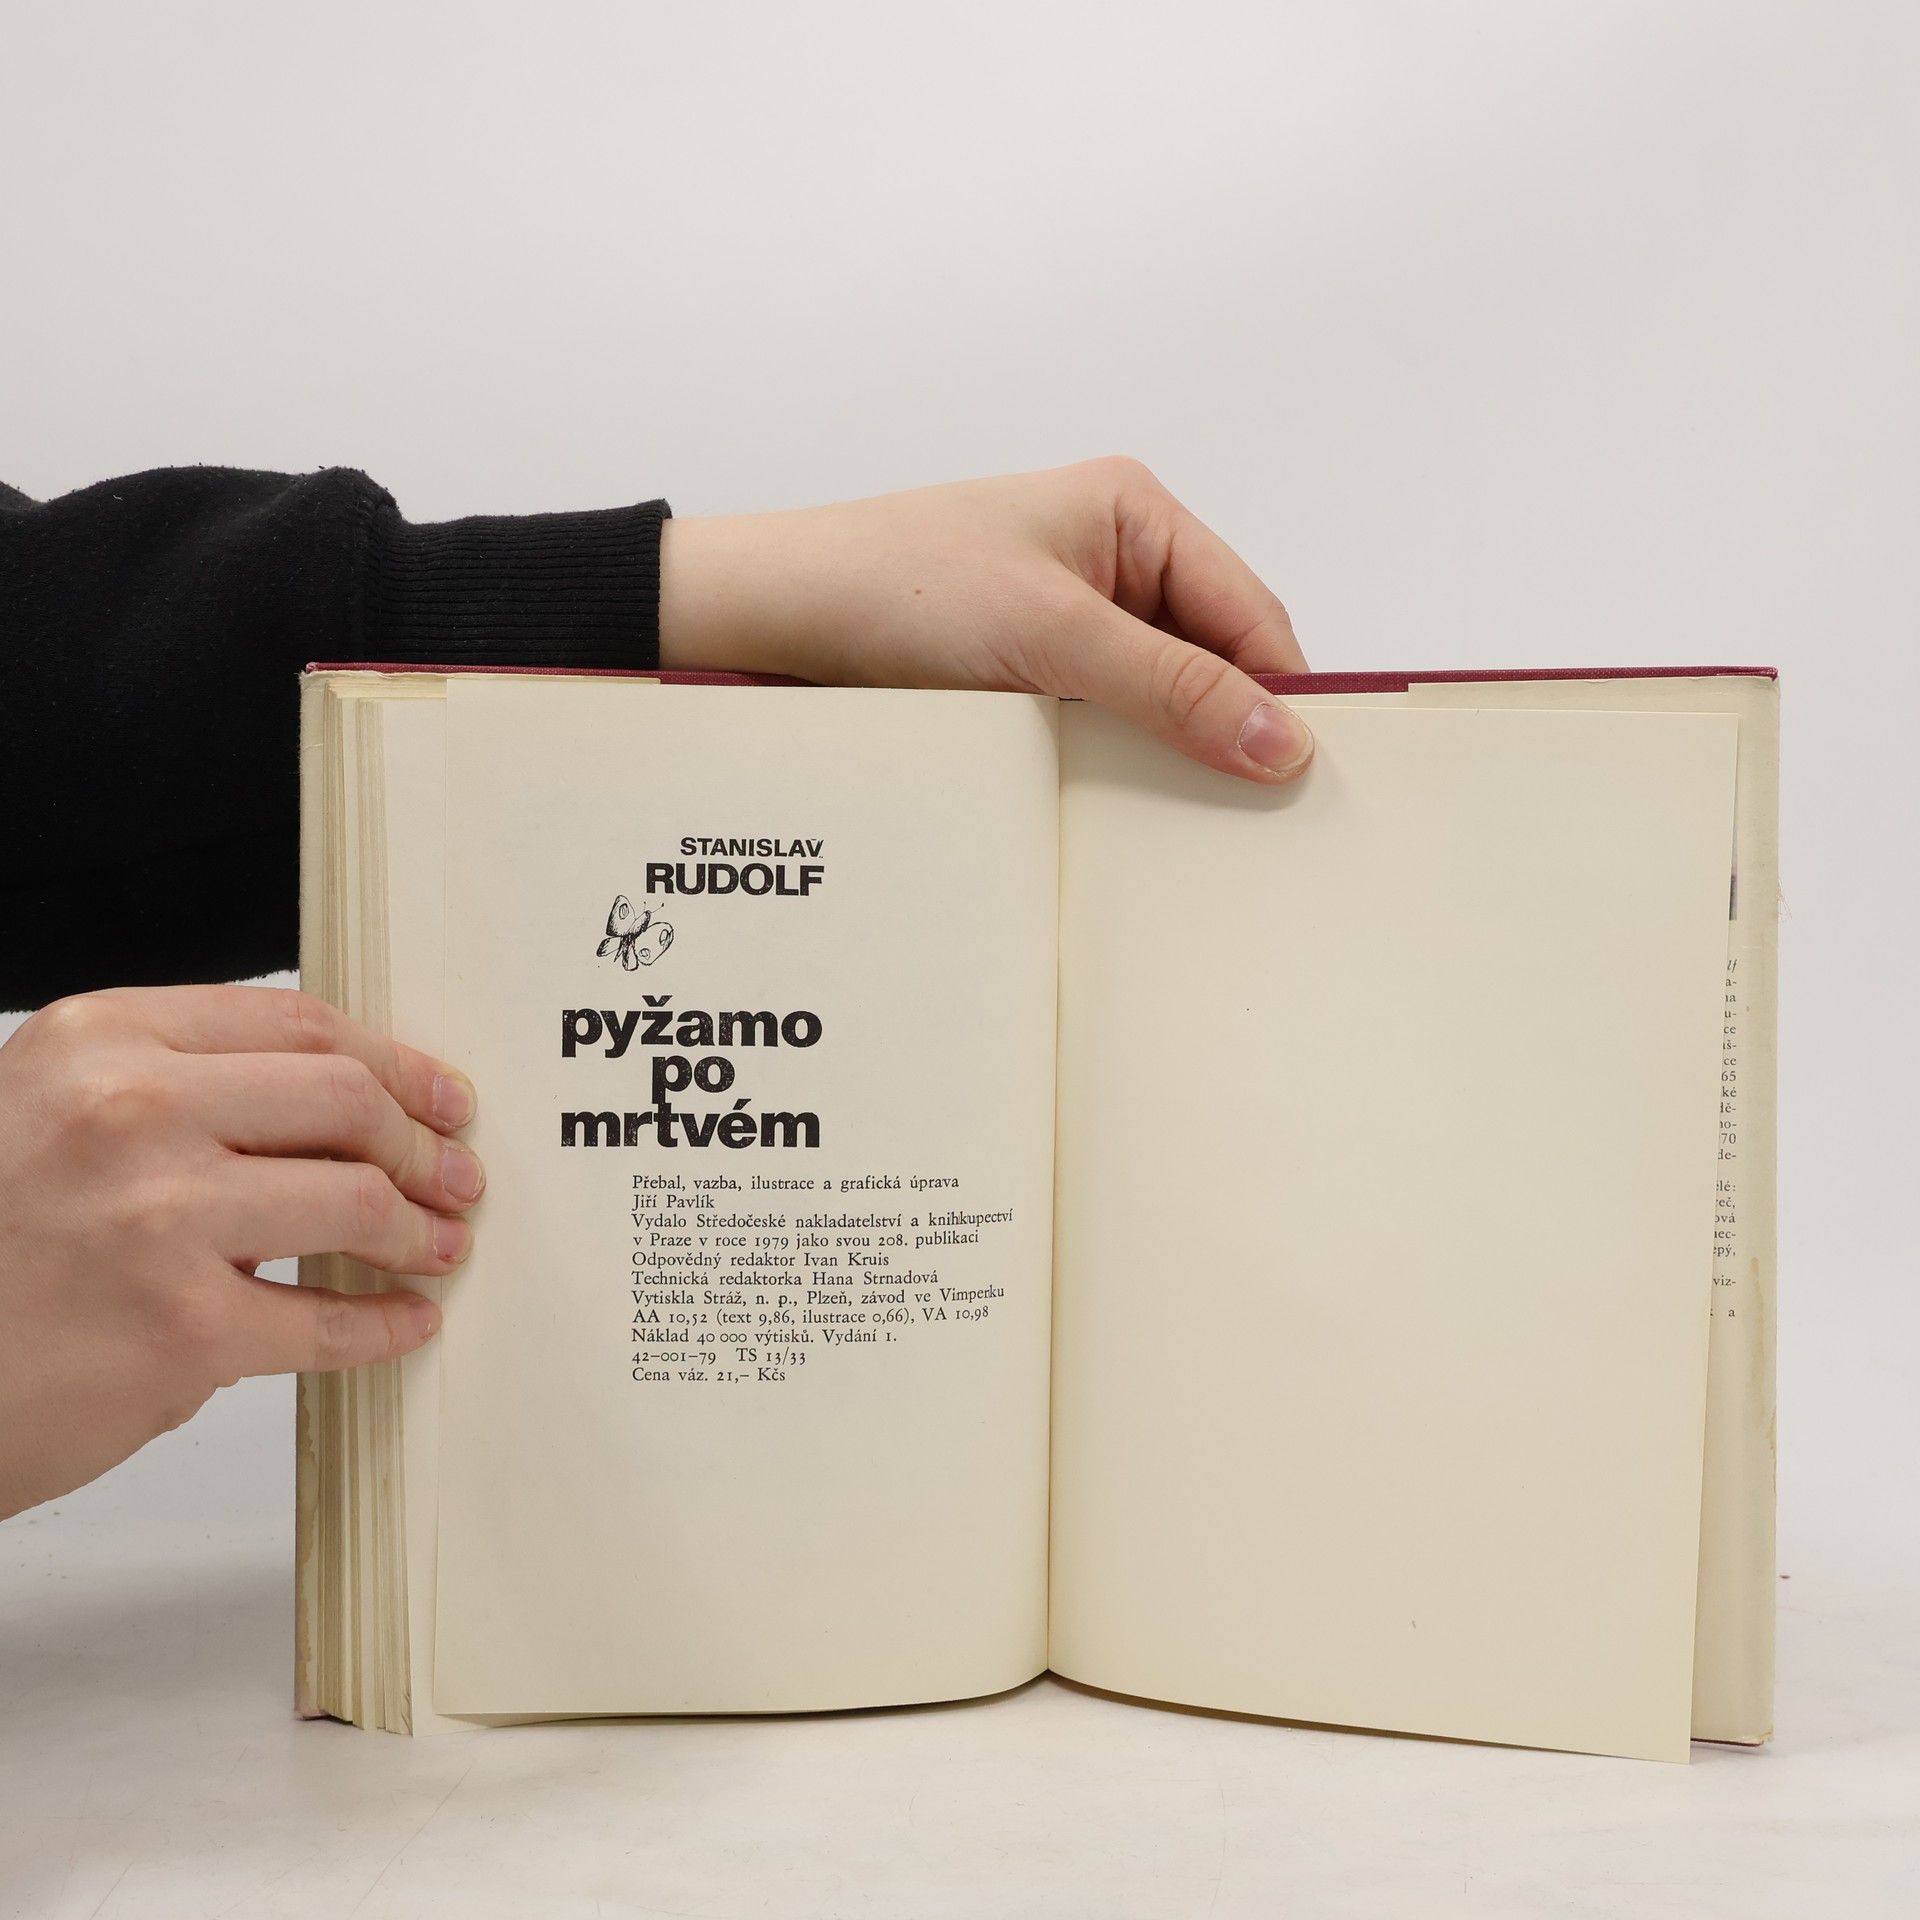 STANISLAV
RUDOLF
pyžamo
po
mrtvém
Přebal, vazba, ilustrace a grafická úprava
Jiří Pavlík
Vydalo Středočeské nakladatelství a knihkupectví
v Praze v roce 1979 jako svou 208. publikaci
Odpovědný redaktor Ivan Kruis
Technická redaktorka Hana Strnadová
Vytiskla Stráž, n. p., Plzeň, závod ve Vimperku
AA 10,52 (text 9,86, ilustrace 0,66), VA 10,98
Náklad 40 000 výtisků. Vydání 1.
42–001–79 TS 13/33
Cena váz. 21,– Kčs